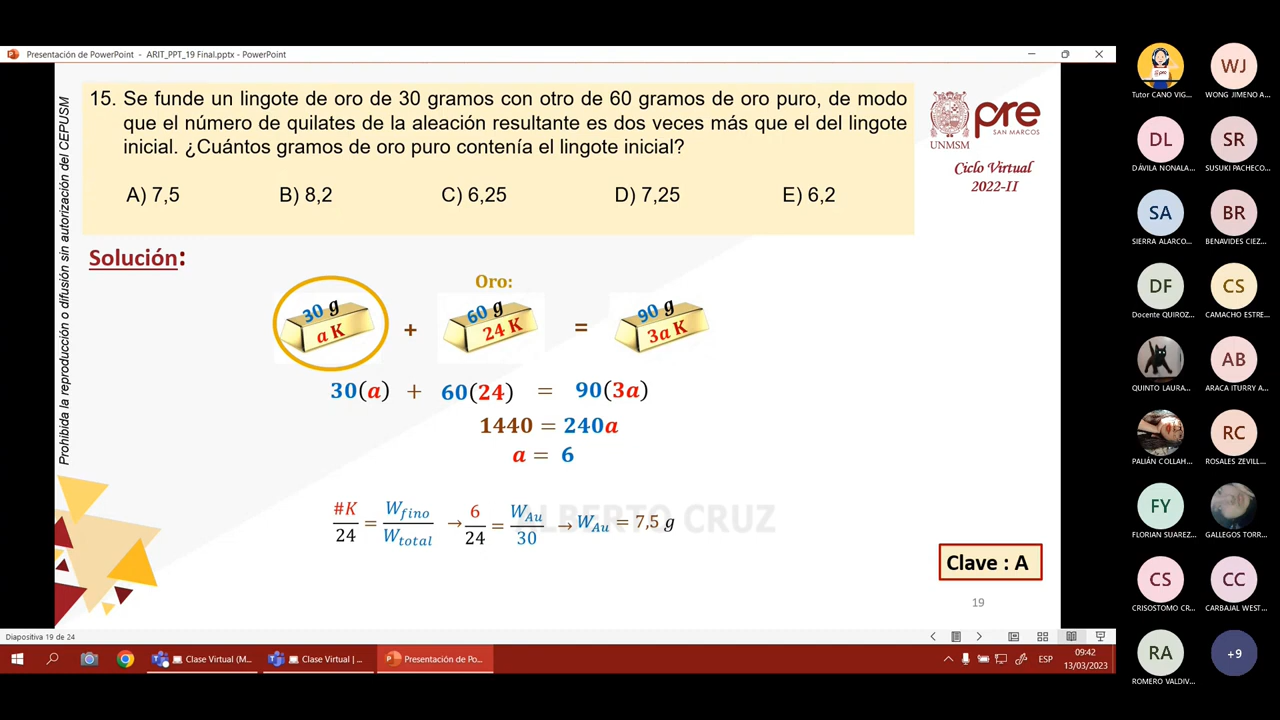 Presentación de PowerPoint - ARIT_PPT_19 Final.pptx - PowerPoint
15. Se funde un lingote de oro de 30 gramos con otro de 60 gramos de oro puro, de modo
que el número de quilates de la aleación resultante es dos veces más que el del lingote
inicial. ¿Cuántos gramos de oro puro contenía el lingote inicial?
A) 7,5 B) 8,2 C) 6,25 D) 7,25 E) 6,2
UNMSM
pre
SAN MARCOS
Ciclo Virtual
2022-II
Prohibida la reproducción o difusión sin autorización del CEPUSM
Solución:
Oro:
30 g
a K
+
60 g
24 K
=
90 g
3a K
30(a) + 60(24) = 90(3a)
1440 = 240a
a = 6
#K/24 = W_fino/W_total → 6/24 = W_Au/30 → W_Au = 7,5 g
ALBERTO CRUZ
Clave : A
19
Diapositiva 19 de 24
Clase Virtual (M...
Clase Virtual | ...
Presentación de Po...
ESP
09:42
13/03/2023
Tutor CANO VIG...
WJ
WONG JIMENO A...
DL
DÁVILA NONALA...
SR
SUSUKI PACHECO...
SA
SIERRA ALARCO...
BR
BENAVIDES CIEZ...
DF
Docente QUIROZ...
CS
CAMACHO ESTRE...
QUINTO LAURA...
AB
ARACA ITURRY A...
PALIÁN COLLAH...
RC
ROSALES ZEVILL...
FY
FLORIAN SUAREZ...
GALLEGOS TORR...
CS
CRISOSTOMO CR...
CC
CARBAJAL WEST...
RA
ROMERO VALDIV...
+9